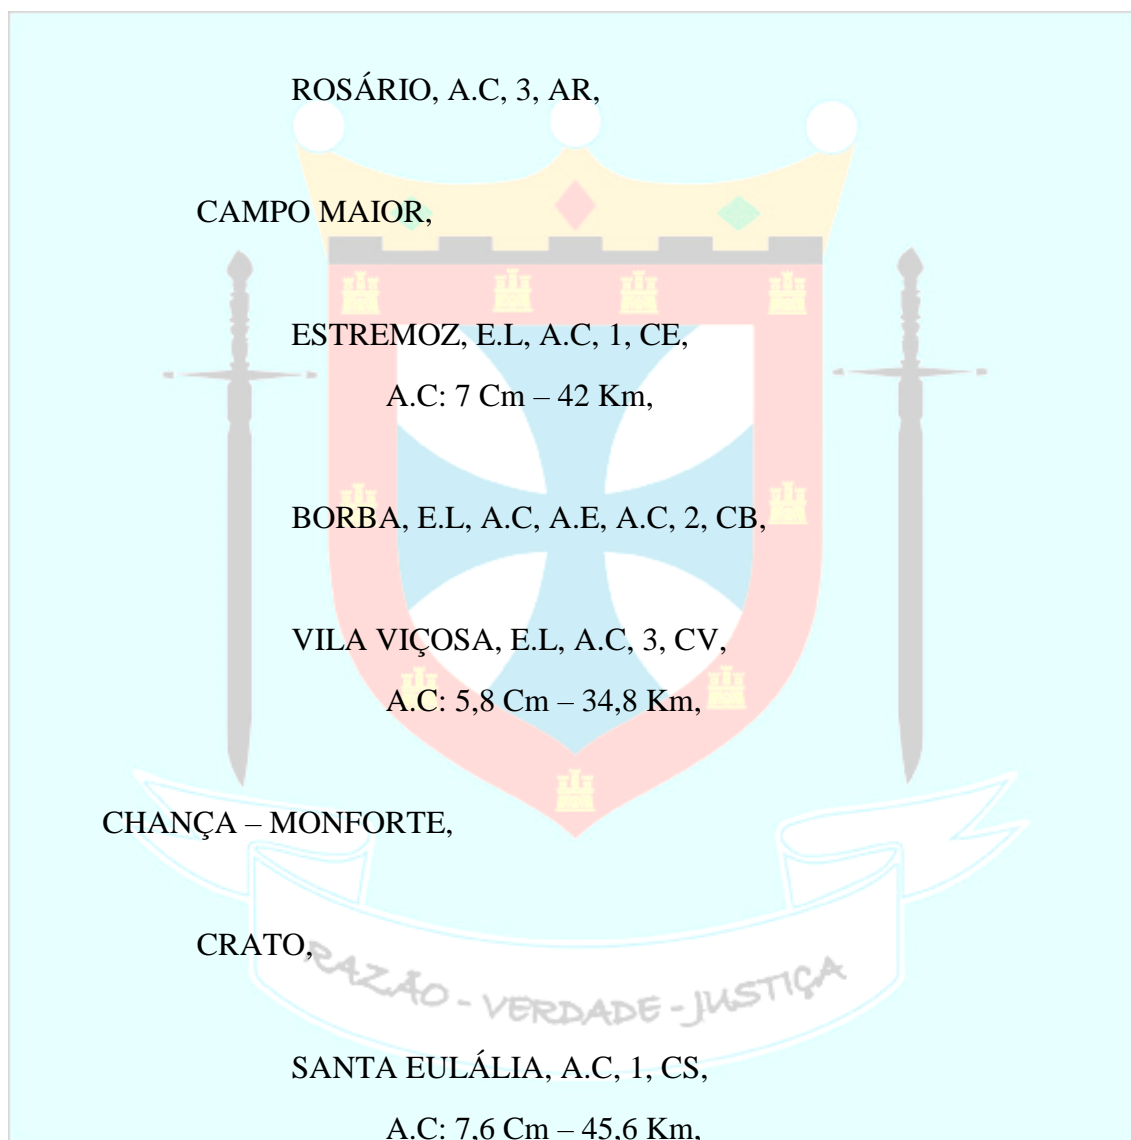 ROSÁRIO, A.C, 3, AR,
CAMPO MAIOR,
ESTREMOZ, E.L, A.C, 1, CE,
A.C: 7 Cm – 42 Km,
BORBA, E.L, A.C, A.E, A.C, 2, CB,
VILA VIÇOSA, E.L, A.C, 3, CV,
A.C: 5,8 Cm – 34,8 Km,
CHANÇA – MONFORTE,
CRATO,
RAZÃO - VERDADE - JUSTIÇA
SANTA EULÁLIA, A.C, 1, CS,
A.C: 7,6 Cm – 45,6 Km,